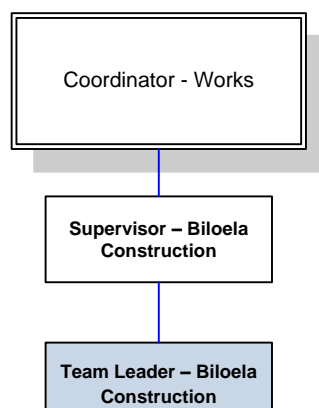 Coordinator - Works
Supervisor – Biloela
Construction
Team Leader – Biloela
Construction